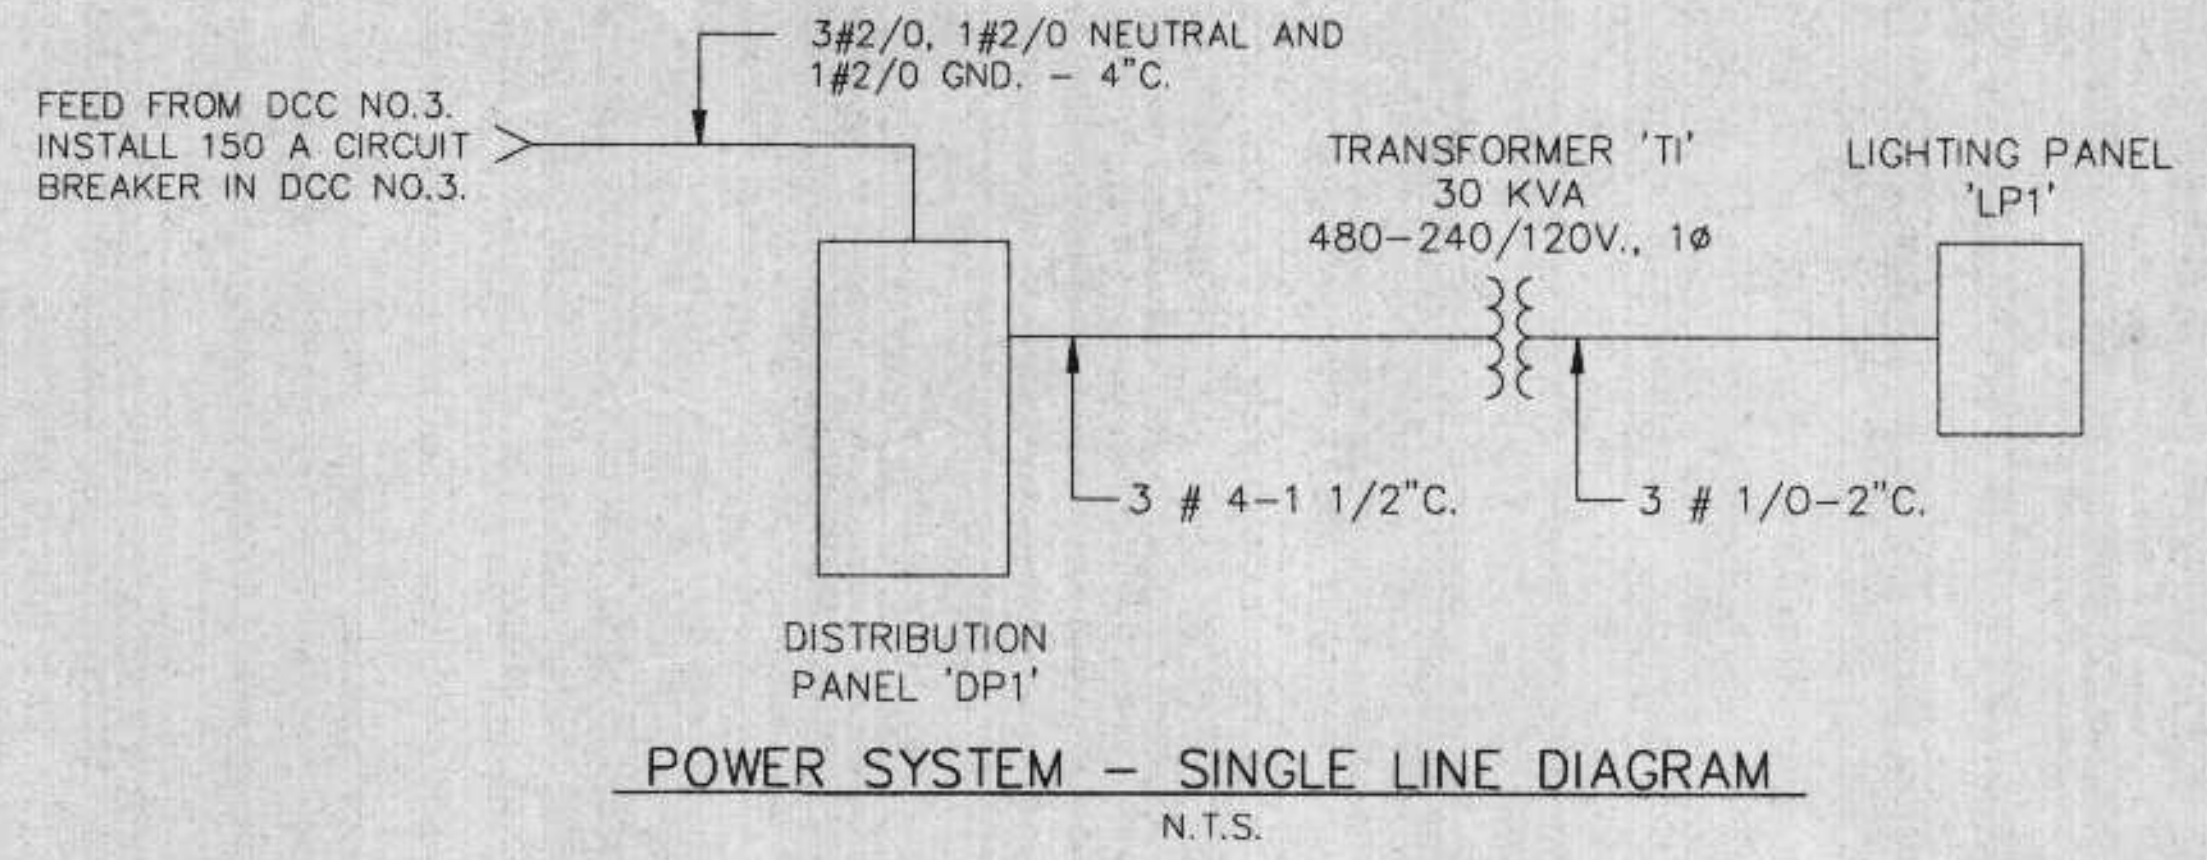 3#2/0, 1#2/0 NEUTRAL AND
1#2/0 GND. – 4"C.
FEED FROM DCC NO.3.
INSTALL 150 A CIRCUIT
BREAKER IN DCC NO.3.
TRANSFORMER 'TI'
30 KVA
480–240/120V., 1ø
LIGHTING PANEL
'LP1'
3 # 4–1 1/2"C.
3 # 1/0–2"C.
DISTRIBUTION
PANEL 'DP1'
POWER SYSTEM – SINGLE LINE DIAGRAM
N.T.S.